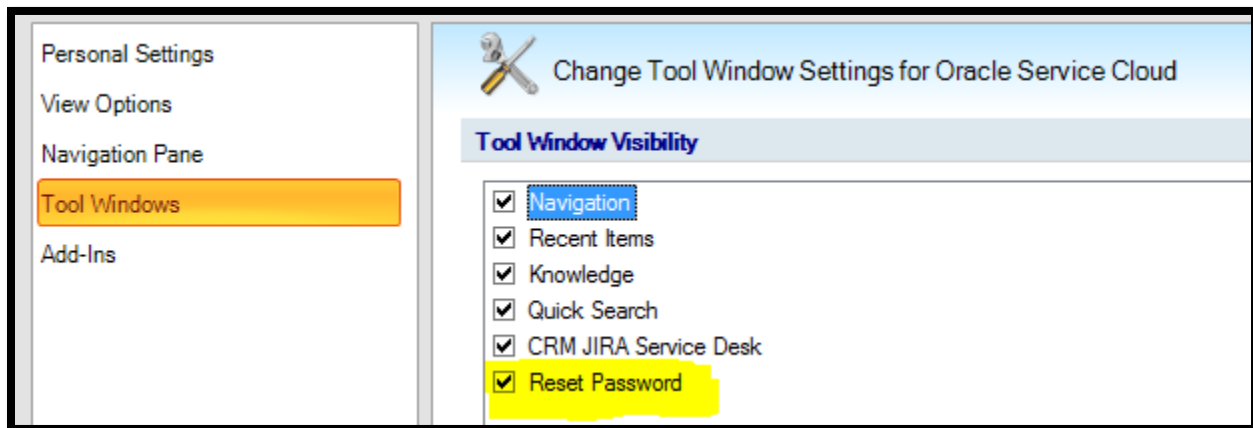 Personal Settings
View Options
Navigation Pane
Tool Windows
Add-Ins
Change Tool Window Settings for Oracle Service Cloud
Tool Window Visibility
Navigation
Recent Items
Knowledge
Quick Search
CRM JIRA Service Desk
Reset Password